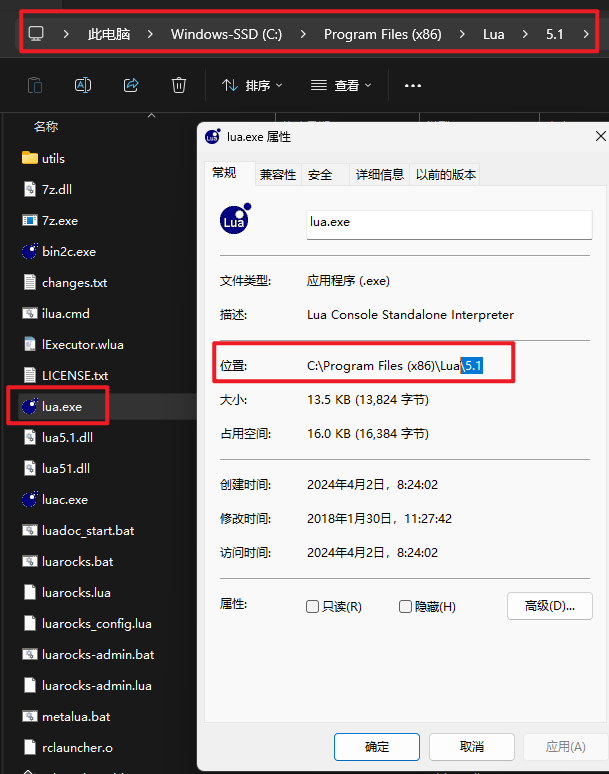 此电脑 Windows-SSD (C:) Program Files (x86) Lua 5.1
排序 查看
名称
utils
7z.dll
7z.exe
bin2c.exe
changes.txt
ilua.cmd
lExecutor.wlua
LICENSE.txt
lua.exe
lua5.1.dll
lua51.dll
luac.exe
luadoc_start.bat
luarocks.bat
luarocks.lua
luarocks_config.lua
luarocks-admin.bat
luarocks-admin.lua
metalua.bat
rclauncher.o
lua.exe 属性
常规 兼容性 安全 详细信息 以前的版本
Lua
lua.exe
文件类型: 应用程序 (.exe)
描述: Lua Console Standalone Interpreter
位置: C:\Program Files (x86)\Lua\5.1
大小: 13.5 KB (13,824 字节)
占用空间: 16.0 KB (16,384 字节)
创建时间: 2024年4月2日，8:24:02
修改时间: 2018年1月30日，11:27:42
访问时间: 2024年4月2日，8:24:02
属性: 只读(R) 隐藏(H) 高级(D)...
确定 取消 应用(A)